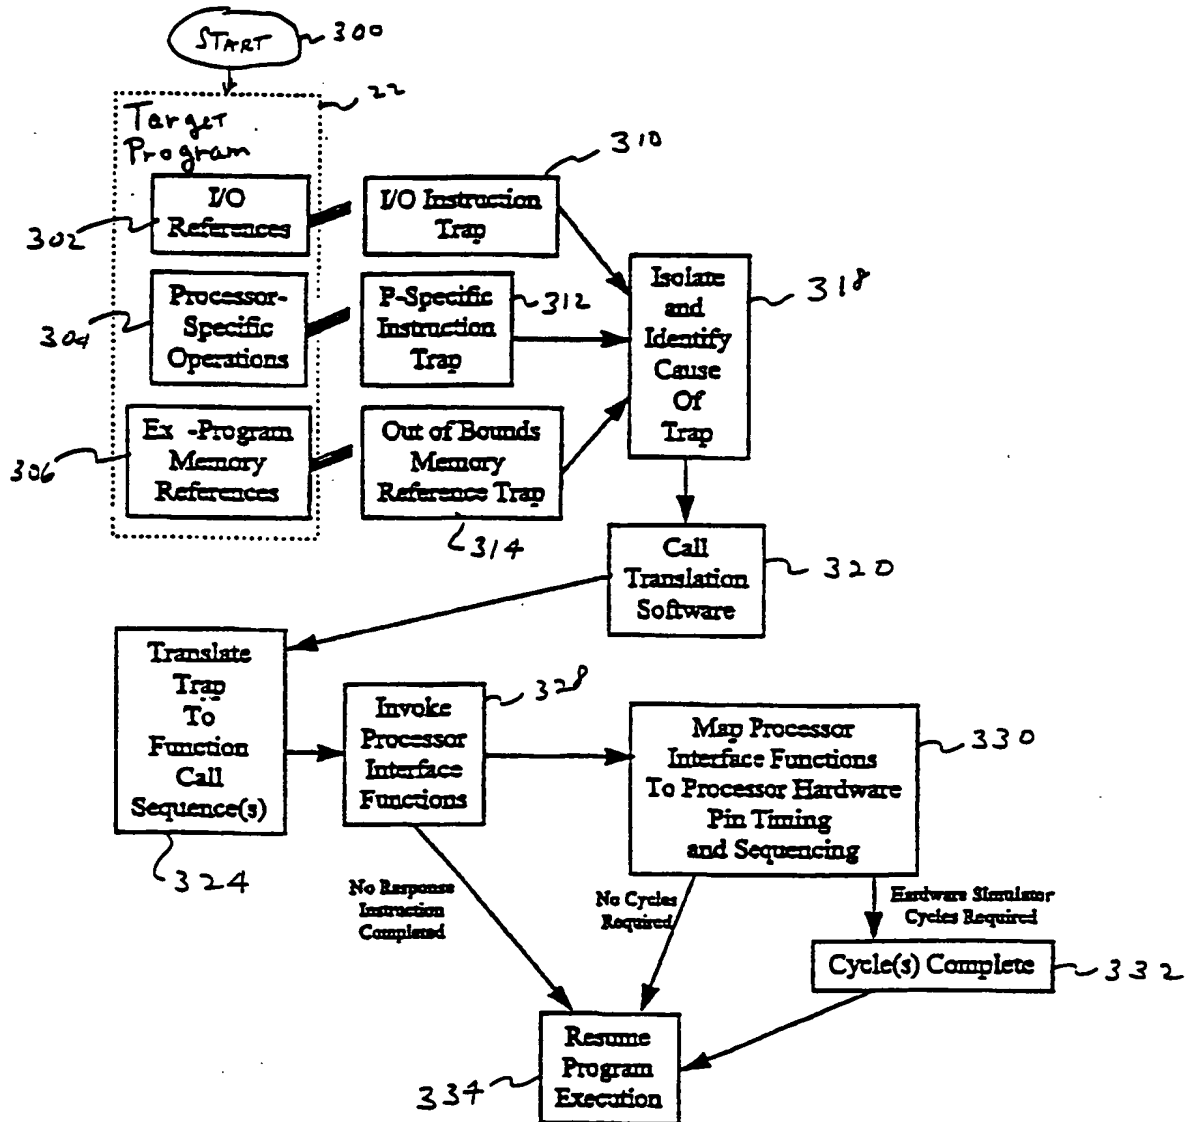 START
300
22
Target
Program
310
I/O
References
302
I/O Instruction
Trap
Processor-
Specific
Operations
304
P-Specific
Instruction
Trap
312
Isolate
and
Identify
Cause
Of
Trap
318
Ex -Program
Memory
References
306
Out of Bounds
Memory
Reference Trap
314
Call
Translation
Software
320
Translate
Trap
To
Function
Call
Sequence(s)
324
Invoke
Processor
Interface
Functions
328
Map Processor
Interface Functions
To Processor Hardware
Pin Timing
and Sequencing
330
No Response
Instruction
Completed
No Cycles
Required
Hardware Simulator
Cycles Required
Cycle(s) Complete
332
Resume
Program
Execution
334